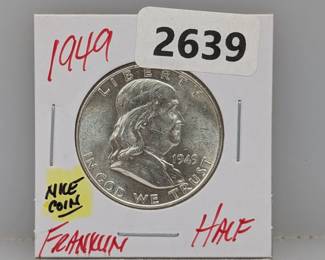 1949
2639
LIBERTY
1949
IN GOD WE TRUST
NICE
COIN
FRANKLIN HALF